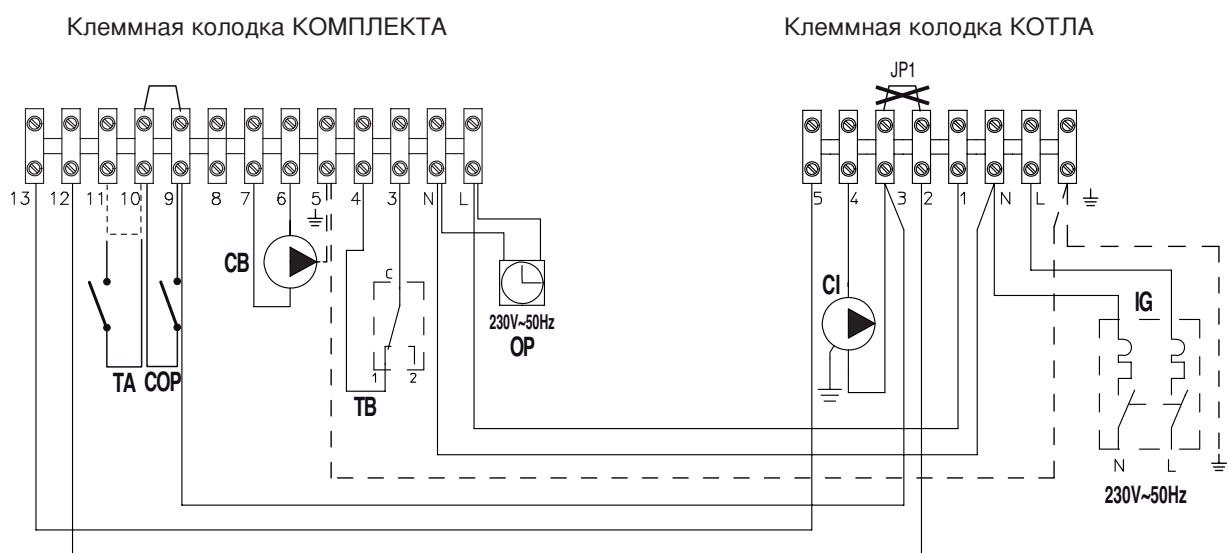 Клеммная колодка КОМПЛЕКТА
Клеммная колодка КОТЛА
JP1
13 12 11 10 9 8 7 6 5 4 3 N L
5 4 3 2 1 N L
CB
C
CI
IG
230V~50Hz
OP
1 2
TA COP
TB
N L
230V~50Hz